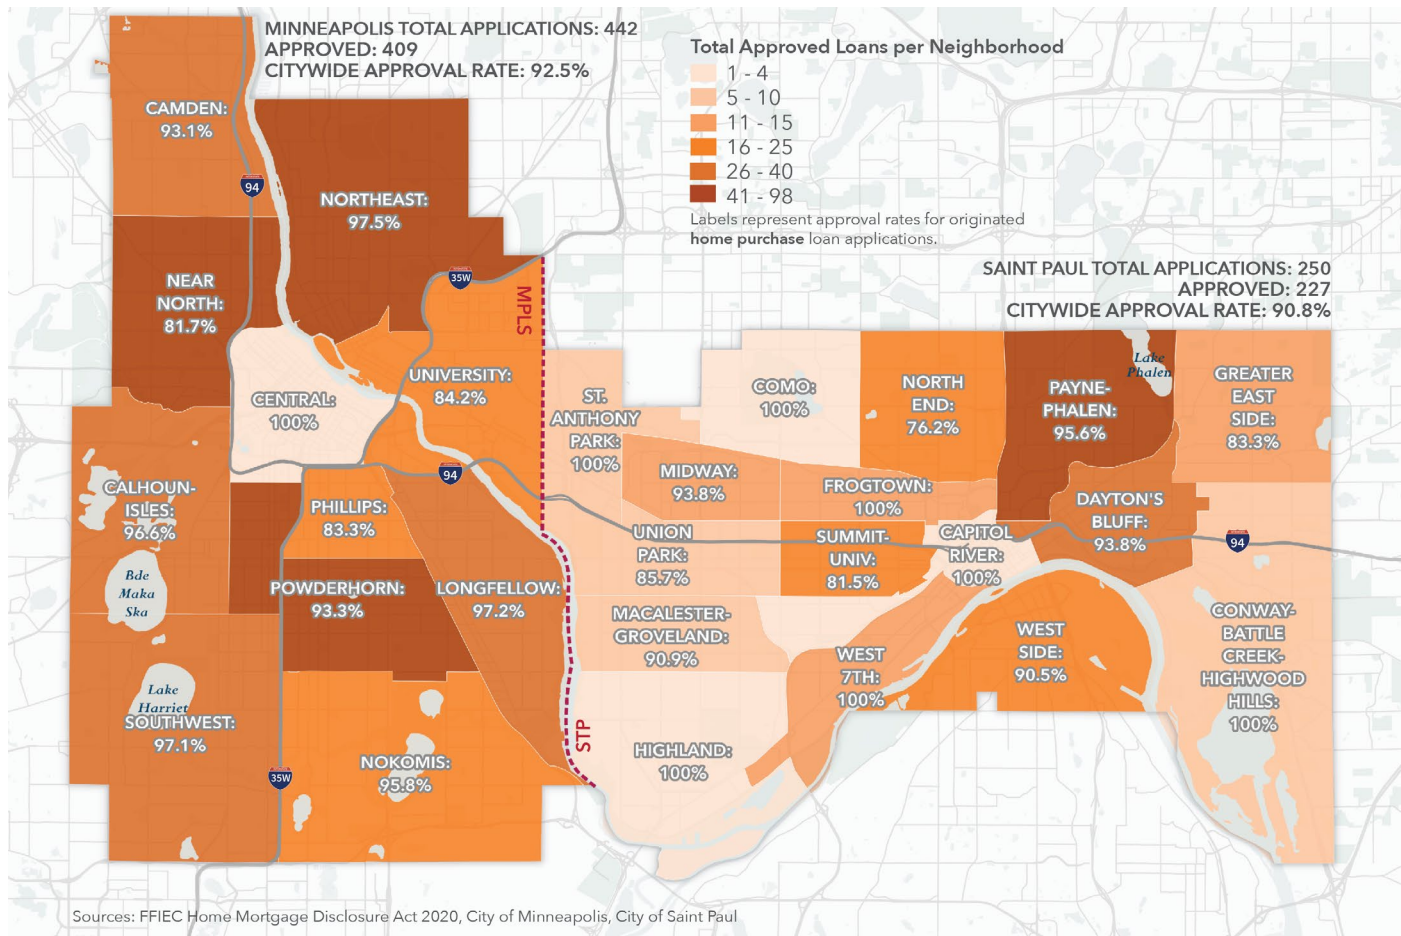 MINNEAPOLIS TOTAL APPLICATIONS: 442
APPROVED: 409
CITYWIDE APPROVAL RATE: 92.5%
Total Approved Loans per Neighborhood
1 - 4
5 - 10
11 - 15
16 - 25
26 - 40
41 - 98
Labels represent approval rates for originated
home purchase loan applications.
SAINT PAUL TOTAL APPLICATIONS: 250
APPROVED: 227
CITYWIDE APPROVAL RATE: 90.8%
CAMDEN:
93.1%
94
NORTHEAST:
97.5%
NEAR
NORTH:
81.7%
35W
MPLS
UNIVERSITY:
84.2%
CENTRAL:
100%
94
CALHOUN-
ISLES:
96.6%
PHILLIPS:
83.3%
Bde
Maka
Ska
POWDERHORN:
93.3%
LONGFELLOW:
97.2%
Lake
Harriet
SOUTHWEST:
97.1%
35W
NOKOMIS:
95.8%
STP
ST.
ANTHONY
PARK:
100%
COMO:
100%
NORTH
END:
76.2%
Lake
Phalen
PAYNE-
PHALEN:
95.6%
GREATER
EAST
SIDE:
83.3%
MIDWAY:
93.8%
FROGTOWN:
100%
DAYTON'S
BLUFF:
93.8%
94
UNION
PARK:
85.7%
SUMMIT-
UNIV:
81.5%
CAPITOL
RIVER:
100%
MACALESTER-
GROVELAND:
90.9%
WEST
7TH:
100%
WEST
SIDE:
90.5%
CONWAY-
BATTLE
CREEK-
HIGHWOOD
HILLS:
100%
HIGHLAND:
100%
Sources: FFIEC Home Mortgage Disclosure Act 2020, City of Minneapolis, City of Saint Paul